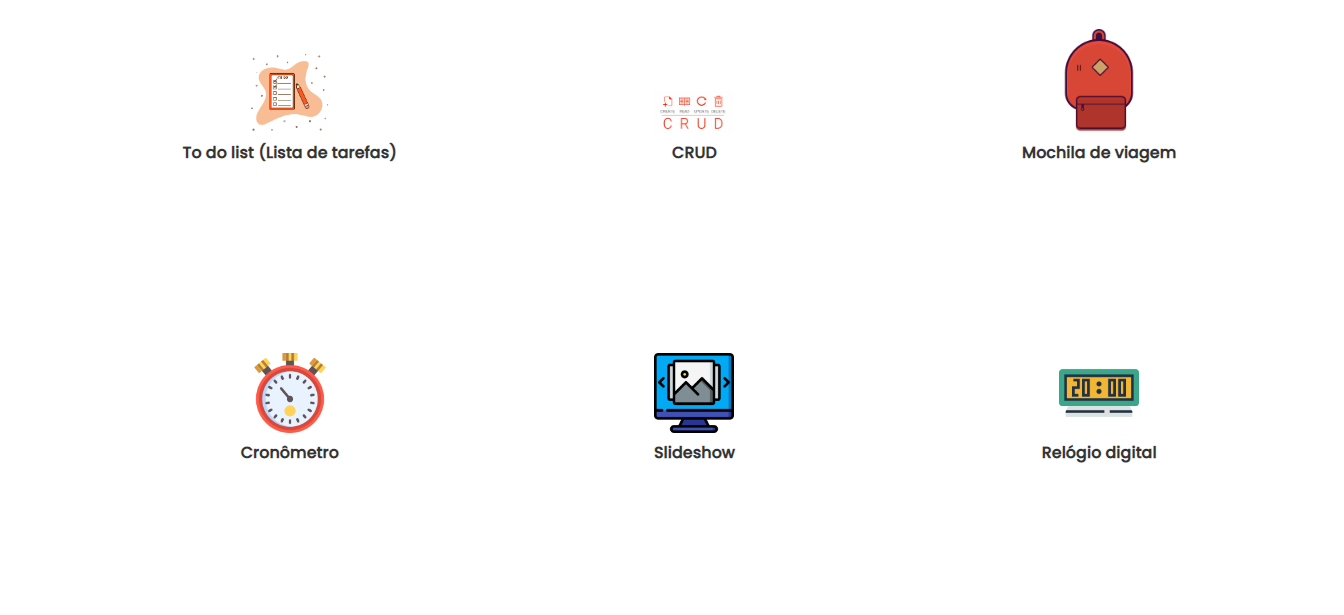 CREATE READ UPDATE DELETE
C R U D
To do list (Lista de tarefas)
CRUD
Mochila de viagem
20:00
Cronômetro
Slideshow
Relógio digital